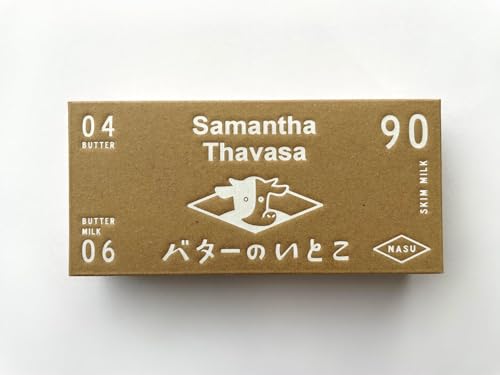 04
BUTTER
Samantha
Thavasa
90
SKIM MILK
BUTTER
MILK
06
バターのいとこ
NASU